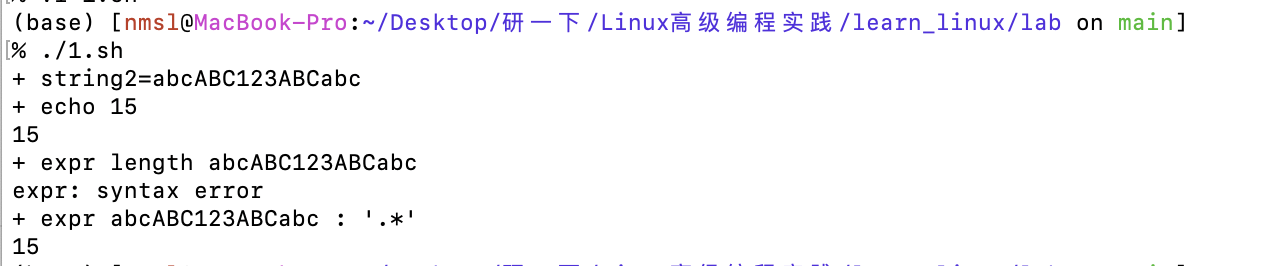 (base) [nmsl@MacBook-Pro:~/Desktop/研一下/Linux高级编程实践/learn_linux/lab on main]
[% ./1.sh
+ string2=abcABC123ABCabc
+ echo 15
15
+ expr length abcABC123ABCabc
expr: syntax error
+ expr abcABC123ABCabc : '.*'
15